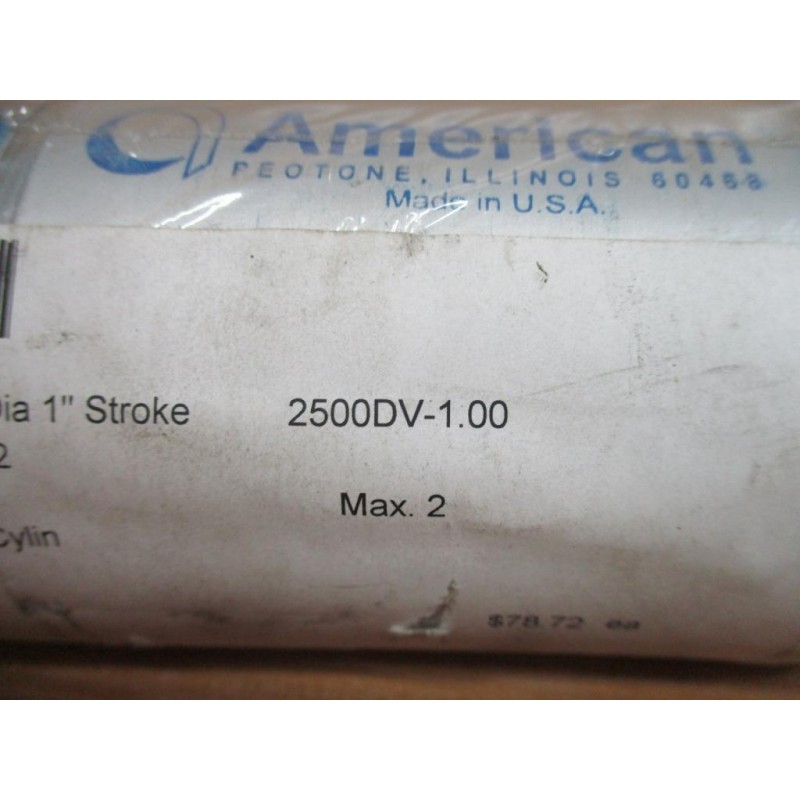 American
PEOTONE, ILLINOIS 60468
Made in U.S.A.
Dia 1" Stroke 2500DV-1.00
2
Max. 2
Cylin
$78.72 ea